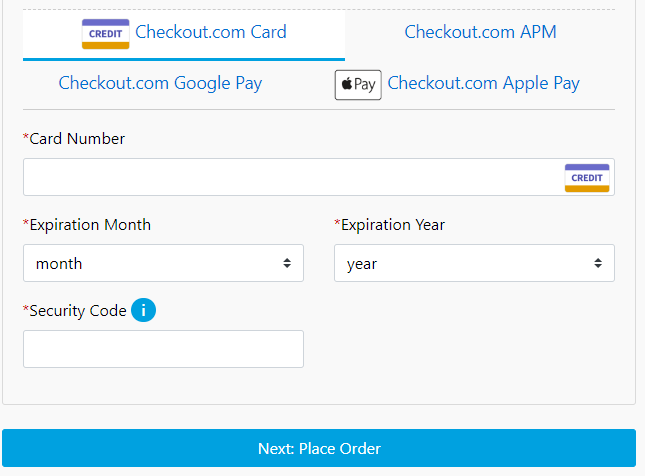 CREDIT Checkout.com Card Checkout.com APM
Checkout.com Google Pay Pay Checkout.com Apple Pay
*Card Number
CREDIT
*Expiration Month *Expiration Year
month year
*Security Code i
Next: Place Order